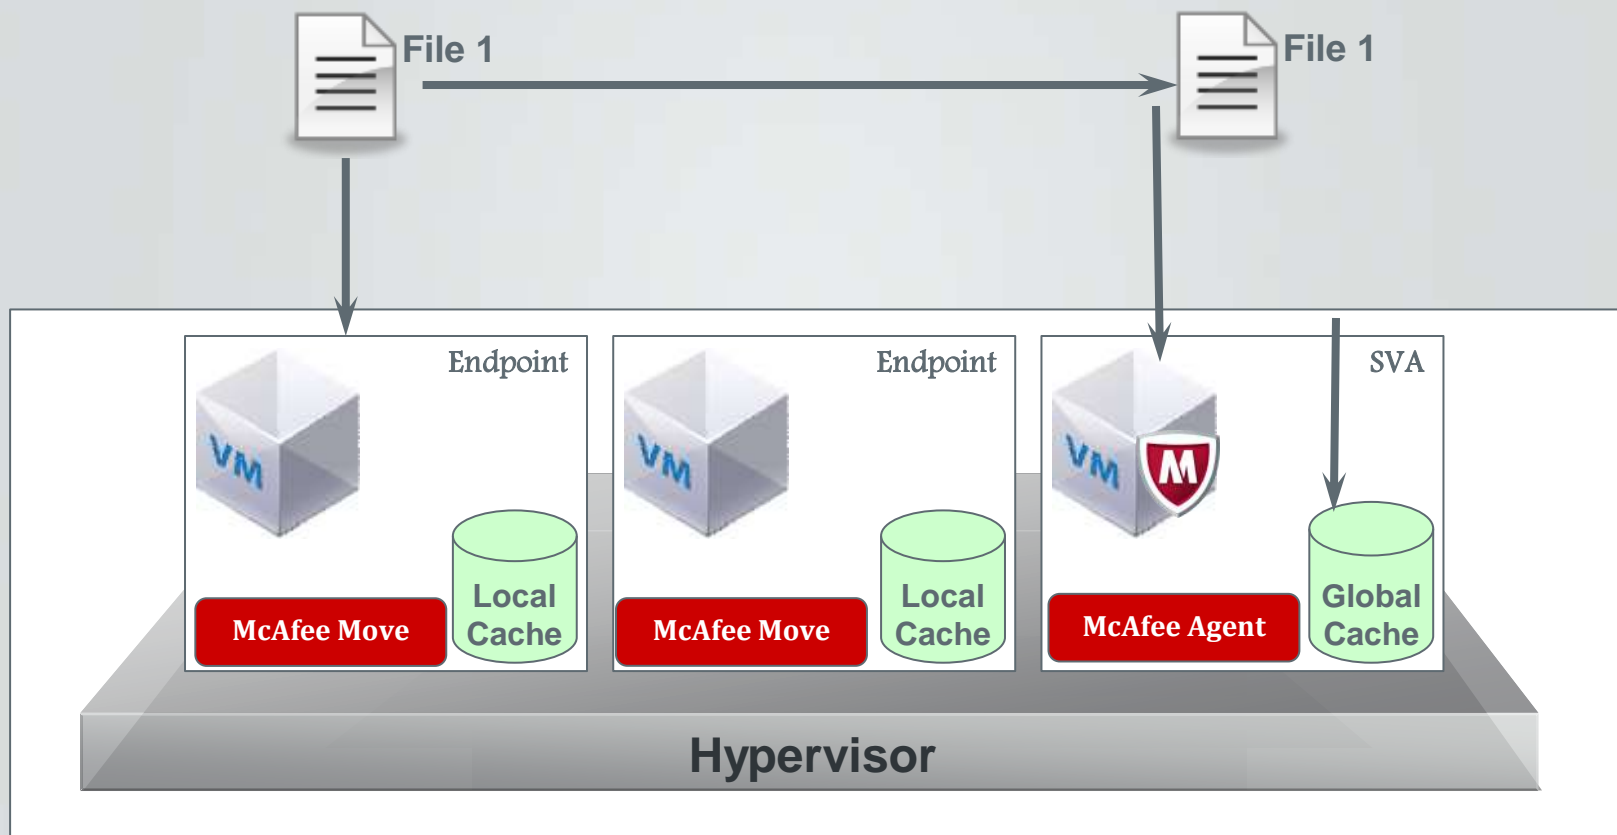 File 1
File 1
Endpoint
Endpoint
SVA
VM
VM
VM
M
Local
Cache
Local
Cache
Global
Cache
McAfee Move
McAfee Move
McAfee Agent
Hypervisor